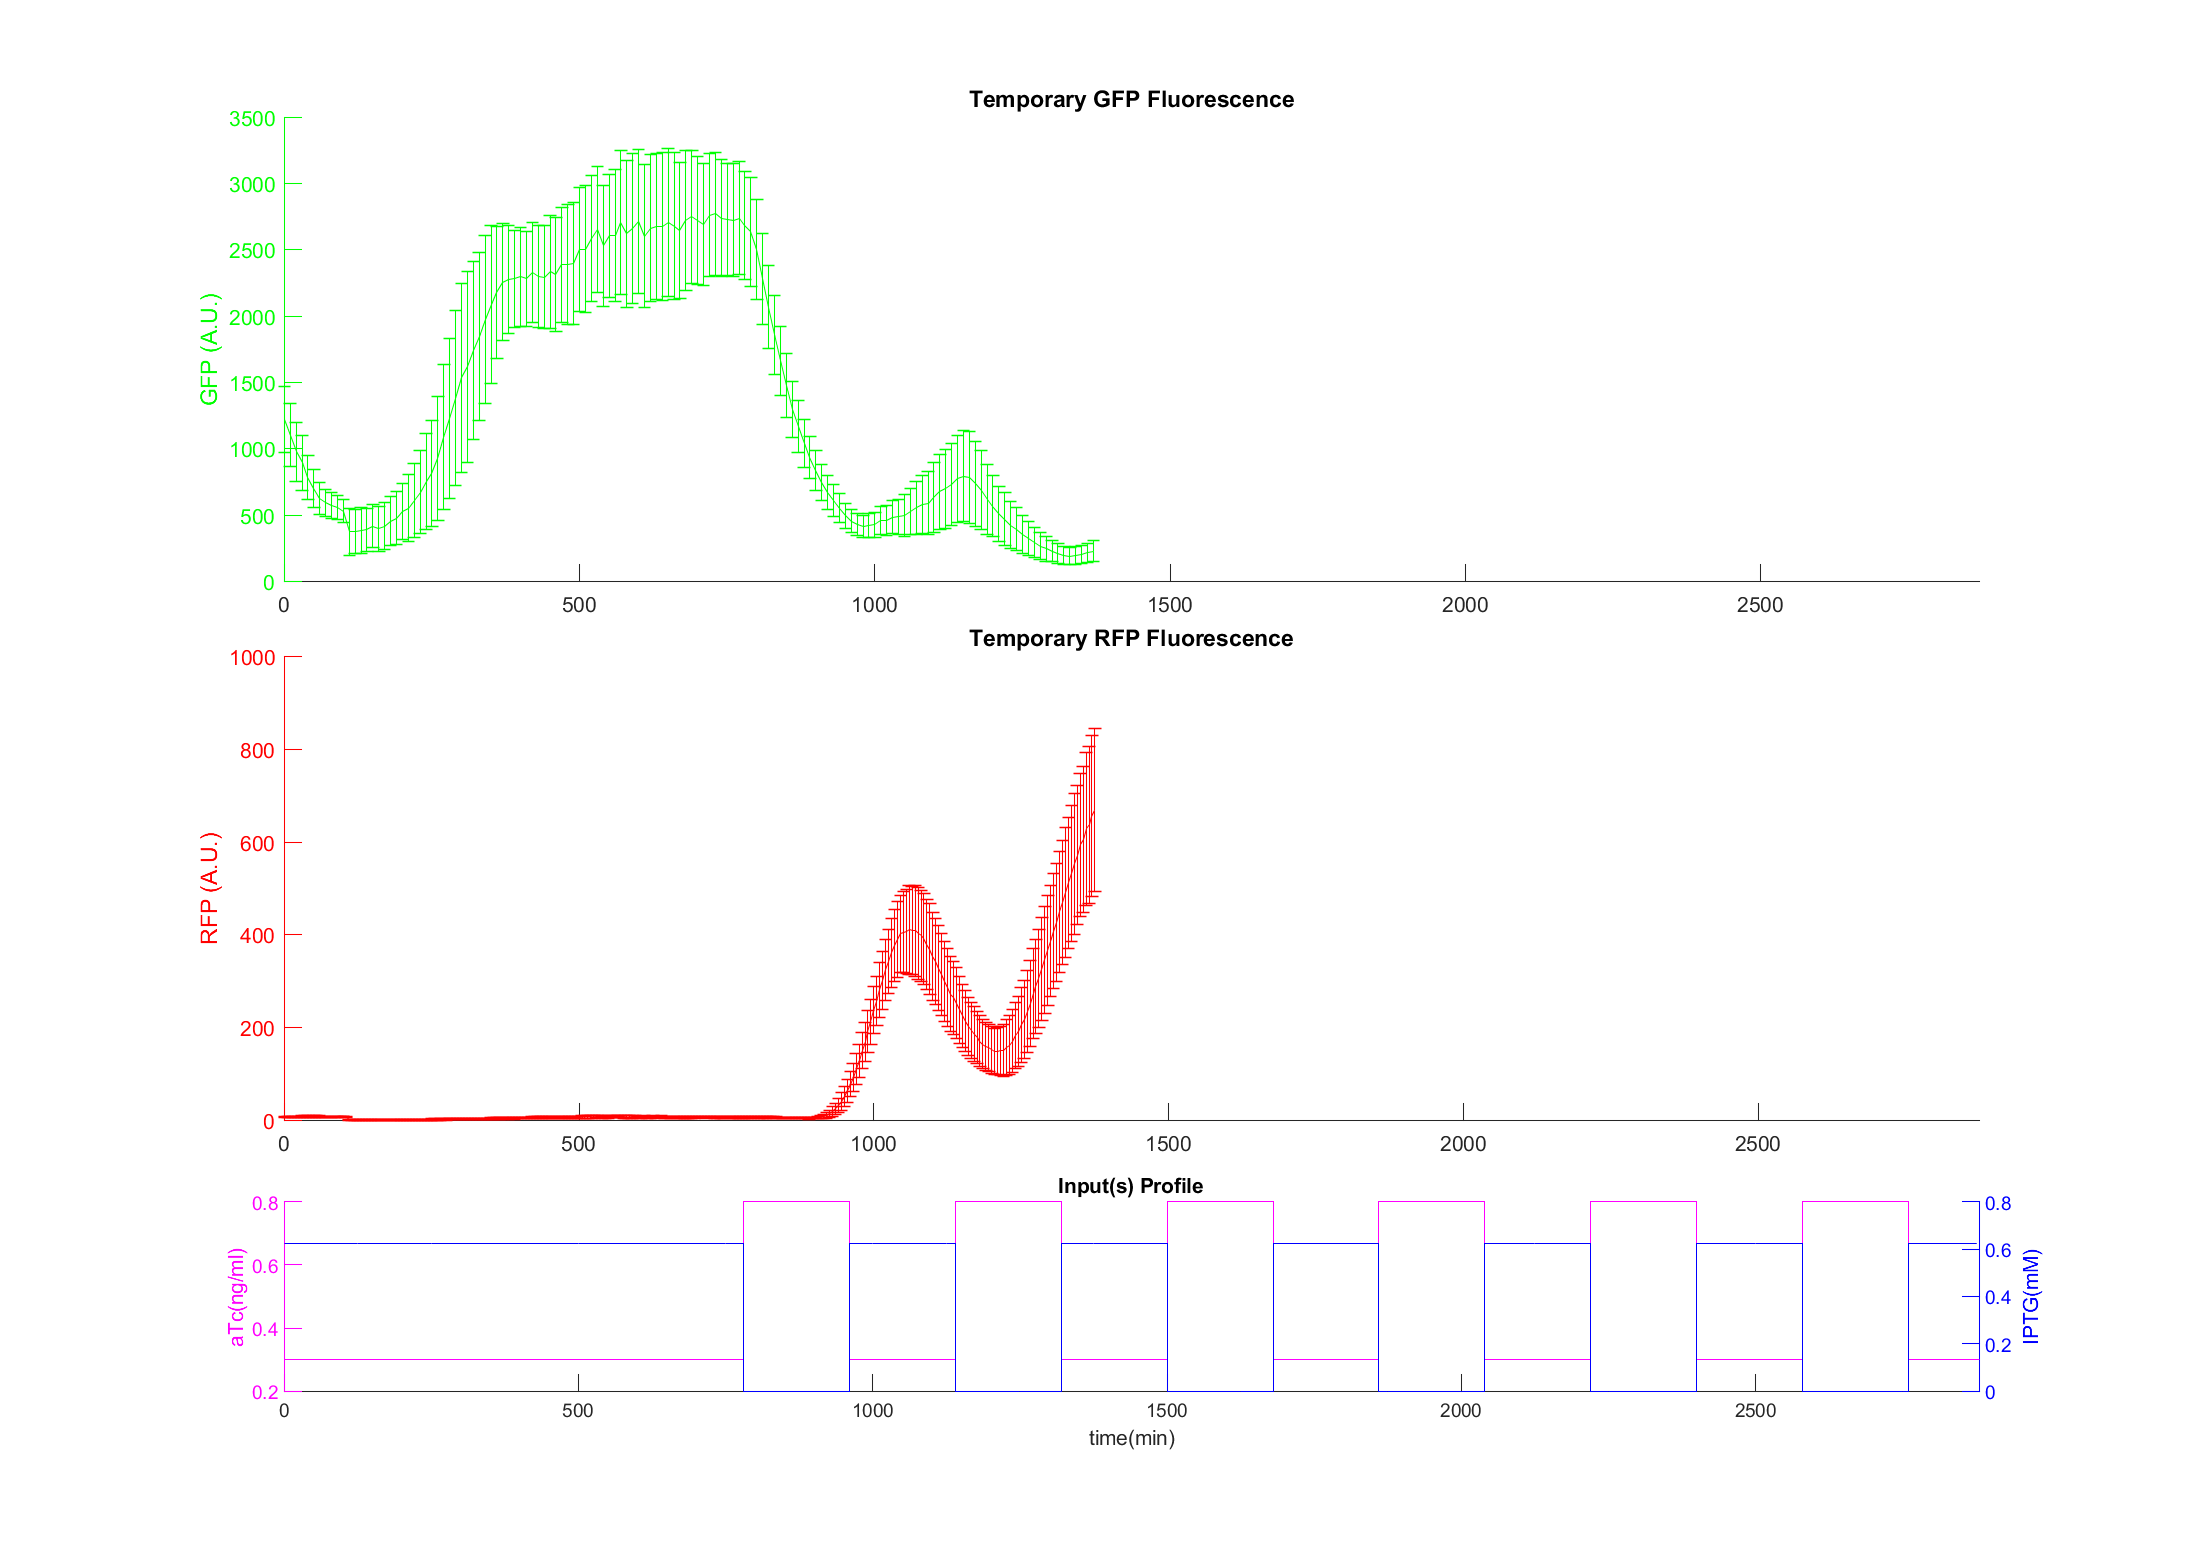 Temporary GFP Fluorescence
3500
3000
2500
2000
1500
1000
500
0
GFP (A.U.)
0 500 1000 1500 2000 2500
Temporary RFP Fluorescence
1000
800
600
400
200
0
RFP (A.U.)
0 500 1000 1500 2000 2500
Input(s) Profile
0.8
0.6
0.4
0.2
aTc(ng/ml)
0.8
0.6
0.4
0.2
0
IPTG(mM)
0 500 1000 1500 2000 2500
time(min)